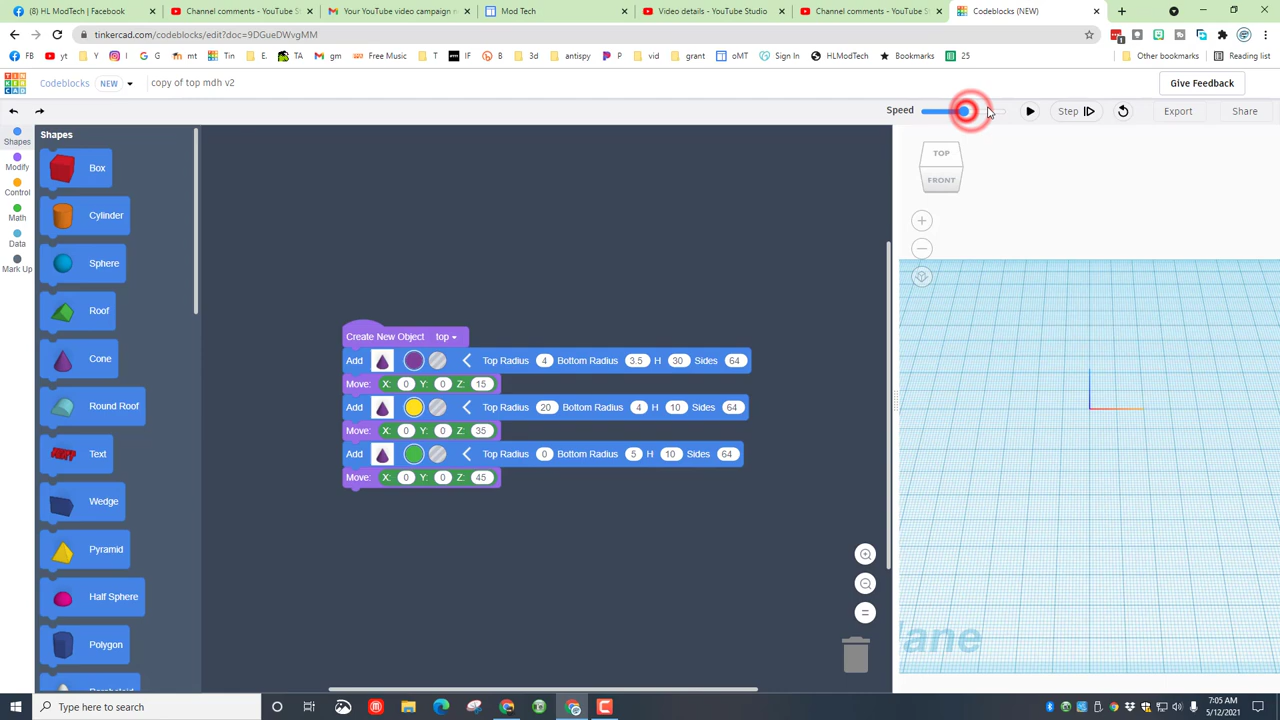 (8) HL ModTech | Facebook
Channel comments - YouTube S
Your YouTube video campaign n
Mod Tech
Video details - YouTube Studio
Channel comments - YouTube S
Codeblocks (NEW)
tinkercad.com/codeblocks/edit?doc=9DGueDWvgMM
FB
yt
G
MT
gm
Free Music
T
IF
B
3d
antispy
P
vid
grant
oMT
Sign In
HLModTech
Bookmarks
25
Other bookmarks
Reading list
TIN
KER
CAD
Codeblocks
NEW
copy of top mdh v2
Give Feedback
Speed
Step
Export
Share
Shapes
Modify
Control
Math
Data
Mark Up
Shapes
Box
Cylinder
Sphere
Roof
Cone
Round Roof
Text
Wedge
Pyramid
Half Sphere
Polygon
Create New Object top
Add Top Radius 4 Bottom Radius 3.5 H 30 Sides 64
Move: X: 0 Y: 0 Z: 15
Add Top Radius 20 Bottom Radius 4 H 10 Sides 64
Move: X: 0 Y: 0 Z: 35
Add Top Radius 0 Bottom Radius 5 H 10 Sides 64
Move: X: 0 Y: 0 Z: 45
TOP
FRONT
lane
Type here to search
7:05 AM
5/12/2021